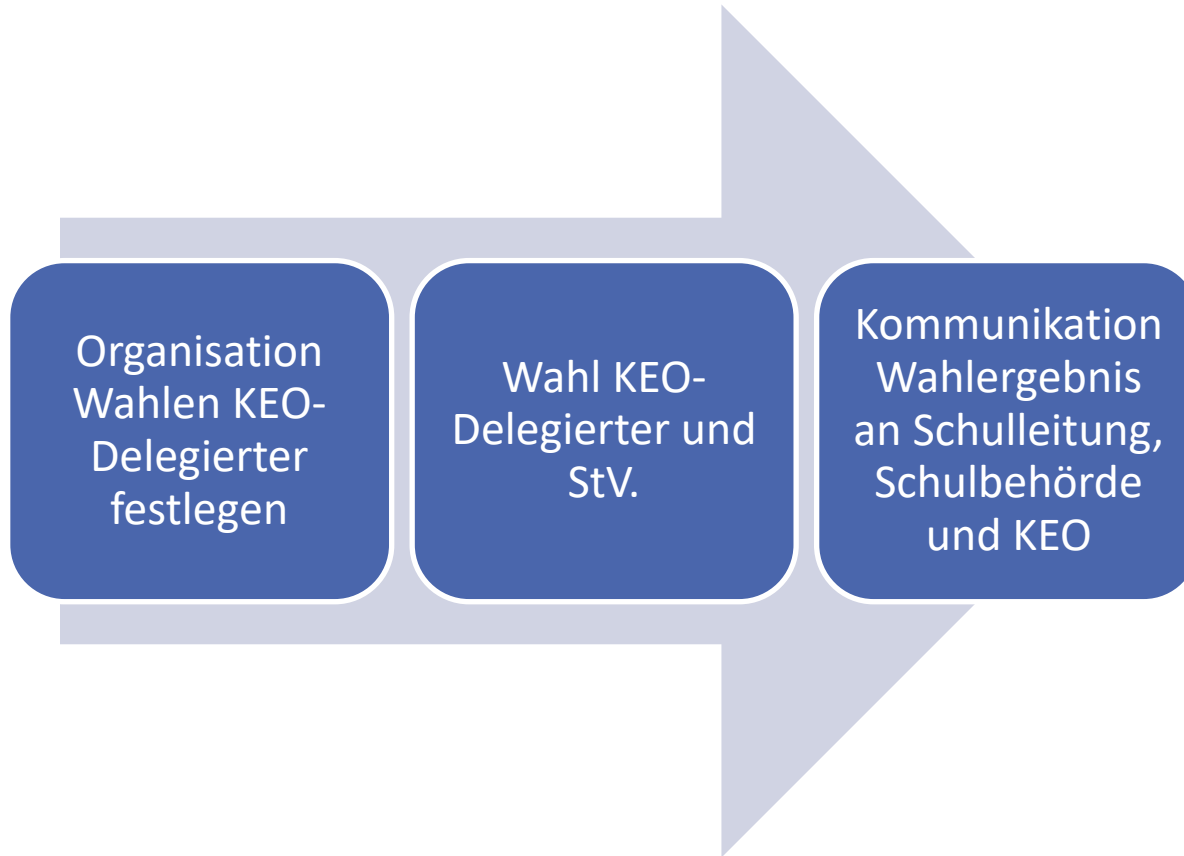 Organisation
Wahlen KEO-
Delegierter
festlegen
Wahl KEO-
Delegierter und
StV.
Kommunikation
Wahlergebnis
an Schulleitung,
Schulbehörde
und KEO